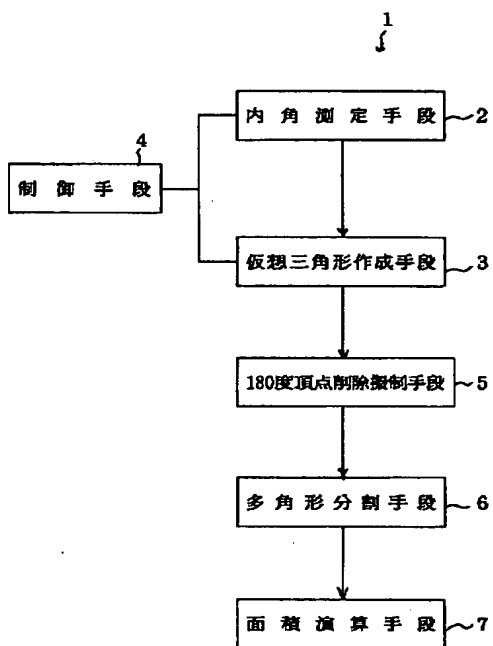 1
内角測定手段 2
4
制御手段
仮想三角形作成手段 3
180度頂点削除 手段 5
多角形分割手段 6
面積演算手段 7